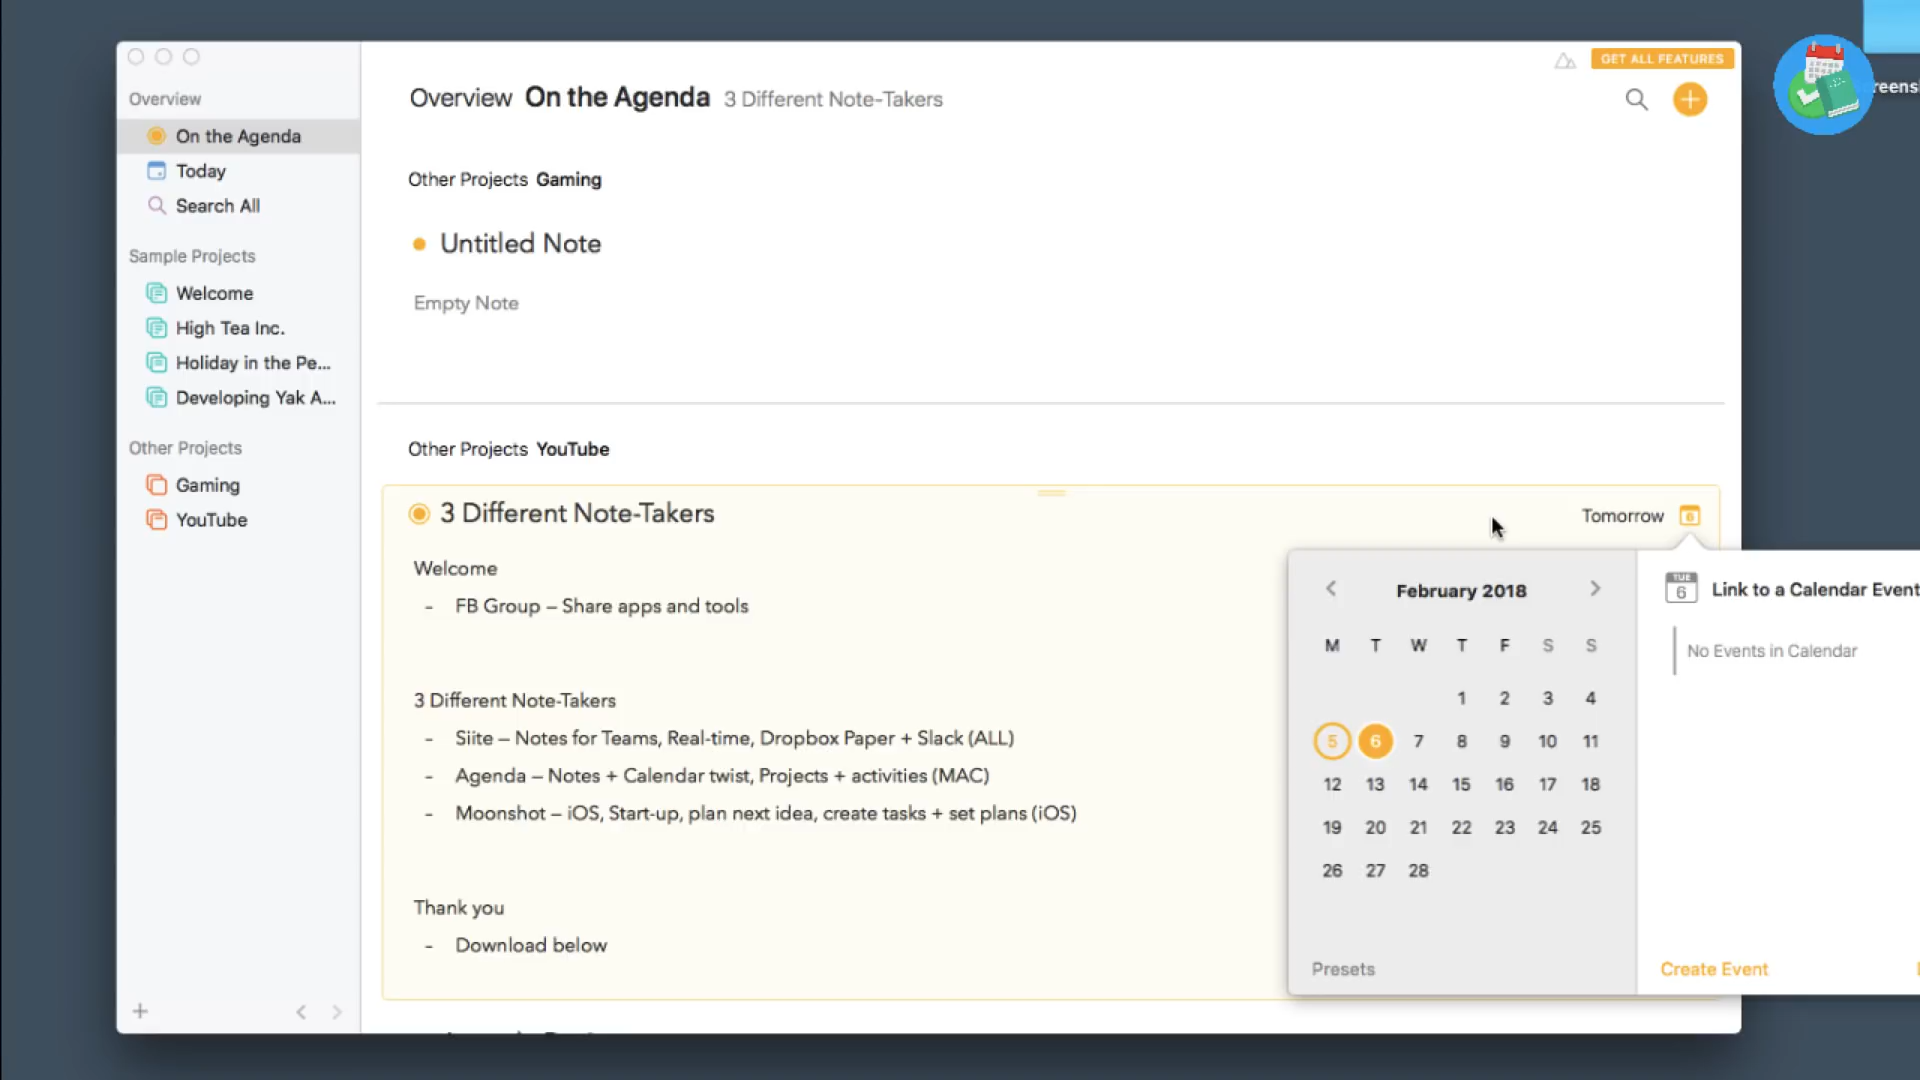 GET ALL FEATURES
Overview
On the Agenda
Today
Search All
Sample Projects
Welcome
High Tea Inc.
Holiday in the Pe...
Developing Yak A...
Other Projects
Gaming
YouTube
Overview On the Agenda 3 Different Note-Takers
Other Projects Gaming
Untitled Note
Empty Note
Other Projects YouTube
3 Different Note-Takers
Tomorrow 6
Welcome
- FB Group – Share apps and tools
3 Different Note-Takers
- Siite – Notes for Teams, Real-time, Dropbox Paper + Slack (ALL)
- Agenda – Notes + Calendar twist, Projects + activities (MAC)
- Moonshot – iOS, Start-up, plan next idea, create tasks + set plans (iOS)
Thank you
- Download below
February 2018
M T W T F S S
1 2 3 4
5 6 7 8 9 10 11
12 13 14 15 16 17 18
19 20 21 22 23 24 25
26 27 28
Presets
TUE
6
Link to a Calendar Event
No Events in Calendar
Create Event